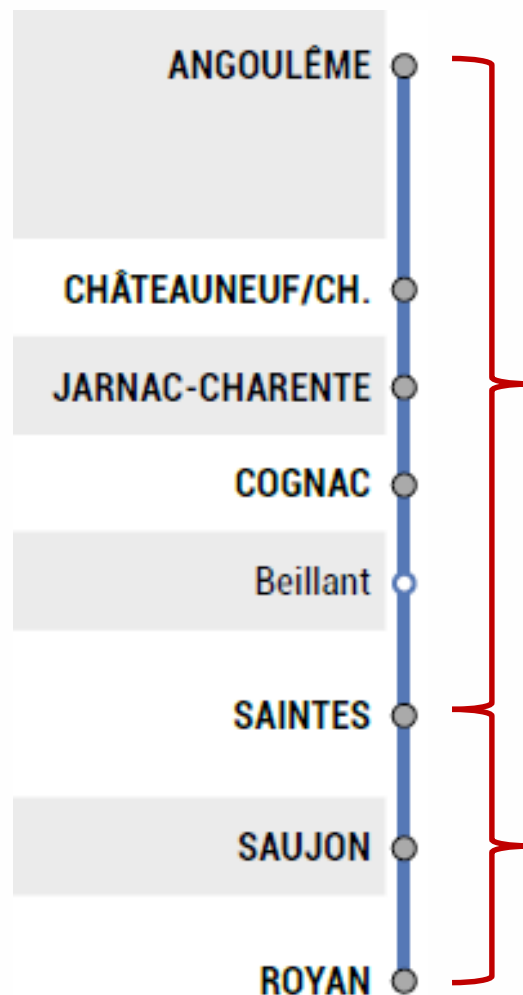 ANGOULÊME
CHÂTEAUNEUF/CH.
JARNAC-CHARENTE
COGNAC
Beillant
SAINTES
SAUJON
ROYAN